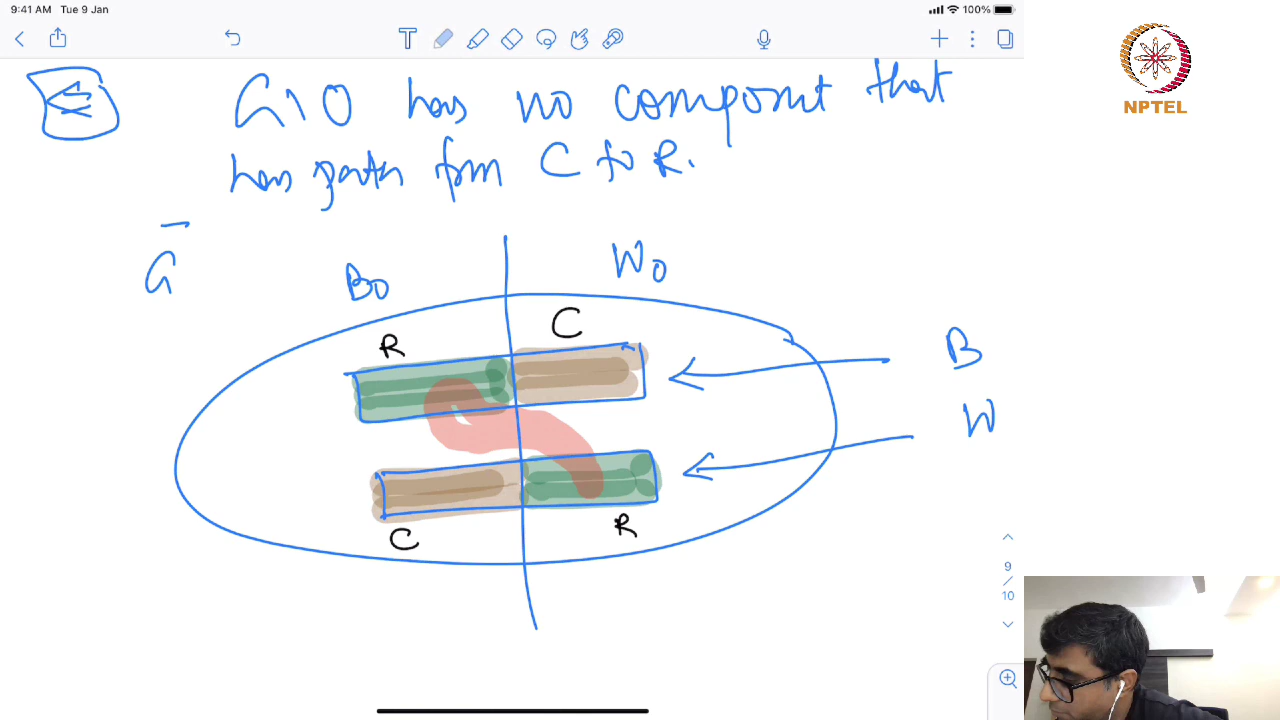 9:41 AM Tue 9 Jan
100%
NPTEL
⇐ G\O has no component that
has path from C to R.
G
B0 W0
R C
B
W
C R
9
/
10